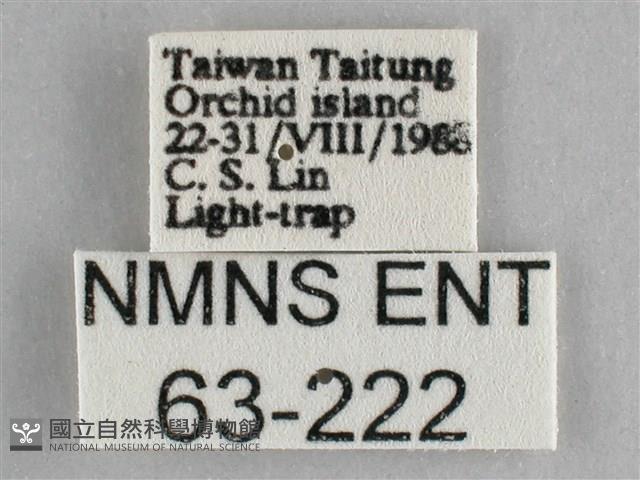 Taiwan Taitung
Orchid island
22-31/VIII/1988
C. S. Lin
Light-trap
NMNS ENT
63-222
國立自然科學博物館
NATIONAL MUSEUM OF NATURAL SCIENCE